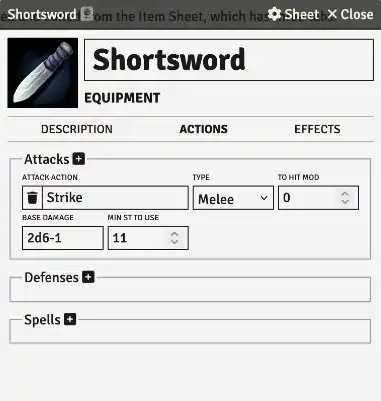 Shortsword Sheet Close
from the Item Sheet, which has
Shortsword
EQUIPMENT
DESCRIPTION ACTIONS EFFECTS
Attacks
ATTACK ACTION TYPE TO HIT MOD
Strike Melee 0
BASE DAMAGE MIN ST TO USE
2d6-1 11
Defenses
Spells